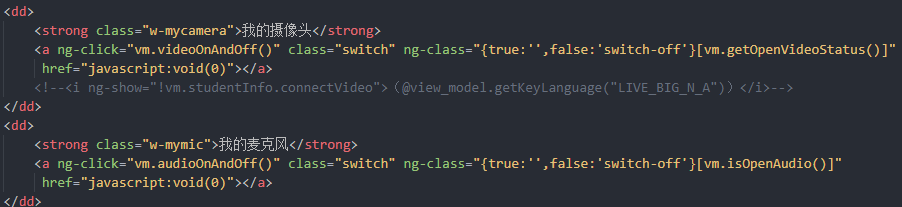 <dd>
<strong class="w-mycamera">我的摄像头</strong>
<a ng-click="vm.videoOnAndOff()" class="switch" ng-class="{true:'',false:'switch-off'}[vm.getOpenVideoStatus()]"
href="javascript:void(0)"></a>
<!--<i ng-show="!vm.studentInfo.connectVideo">（@view_model.getKeyLanguage("LIVE_BIG_N_A")）</i>-->
</dd>
<dd>
<strong class="w-mymic">我的麦克风</strong>
<a ng-click="vm.audioOnAndOff()" class="switch" ng-class="{true:'',false:'switch-off'}[vm.isOpenAudio()]"
href="javascript:void(0)"></a>
</dd>